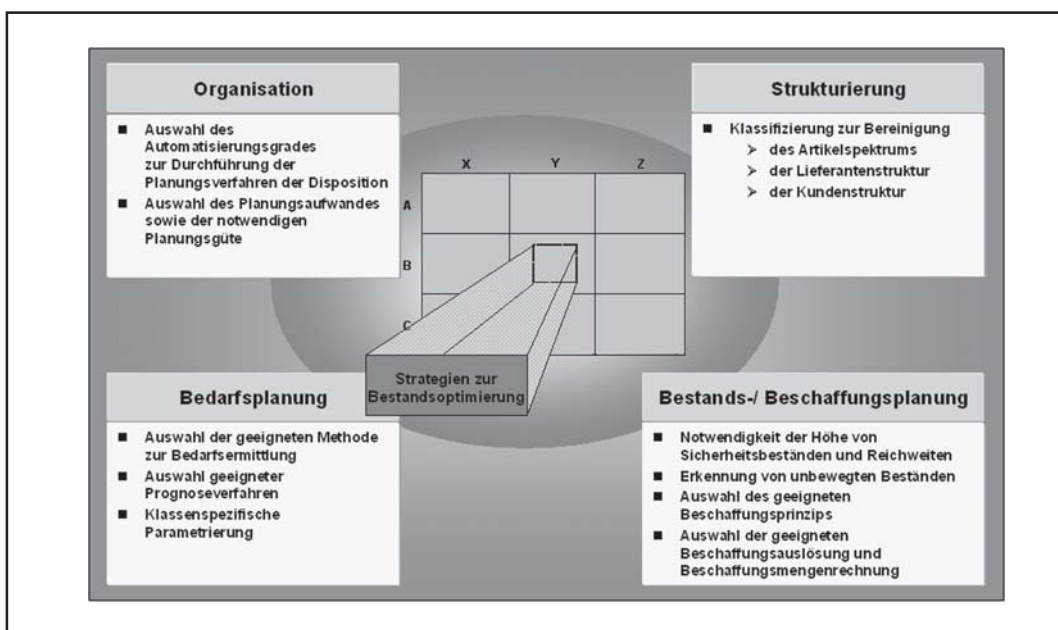 Organisation
■ Auswahl des
Automatisierungsgrades
zur Durchführung der
Planungsverfahren der Disposition
■ Auswahl des Planungsaufwandes
sowie der notwendigen
Planungsgüte
Strukturierung
■ Klassifizierung zur Bereinigung
➢ des Artikelspektrums
➢ der Lieferantenstruktur
➢ der Kundenstruktur
X Y Z
A
B
C
Strategien zur
Bestandsoptimierung
Bedarfsplanung
■ Auswahl der geeigneten Methode
zur Bedarfsermittlung
■ Auswahl geeigneter
Prognoseverfahren
■ Klassenspezifische
Parametrierung
Bestands-/ Beschaffungsplanung
■ Notwendigkeit der Höhe von
Sicherheitsbeständen und Reichweiten
■ Erkennung von unbewegten Beständen
■ Auswahl des geeigneten
Beschaffungsprinzips
■ Auswahl der geeigneten
Beschaffungsauslösung und
Beschaffungsmengenrechnung